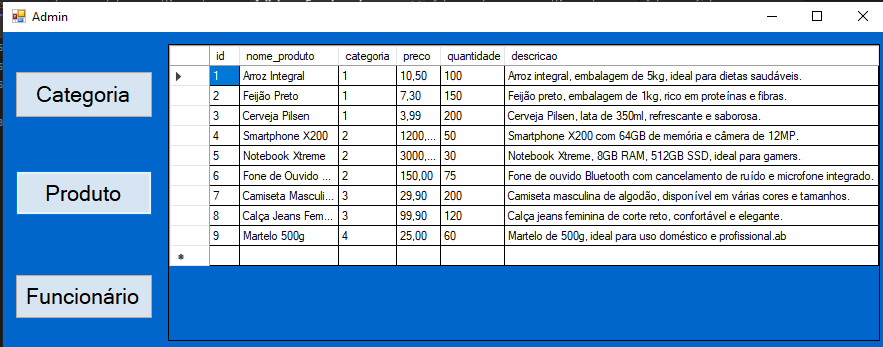 Admin
id nome_produto categoria preco quantidade descricao
1 Arroz Integral 1 10,50 100 Arroz integral, embalagem de 5kg, ideal para dietas saudáveis.
Categoria
2 Feijão Preto 1 7,30 150 Feijão preto, embalagem de 1kg, rico em proteínas e fibras.
3 Cerveja Pilsen 1 3,99 200 Cerveja Pilsen, lata de 350ml, refrescante e saborosa.
4 Smartphone X200 2 1200,... 50 Smartphone X200 com 64GB de memória e câmera de 12MP.
5 Notebook Xtreme 2 3000,... 30 Notebook Xtreme, 8GB RAM, 512GB SSD, ideal para gamers.
6 Fone de Ouvido ... 2 150,00 75 Fone de ouvido Bluetooth com cancelamento de ruído e microfone integrado.
Produto
7 Camiseta Masculi... 3 29,90 200 Camiseta masculina de algodão, disponível em várias cores e tamanhos.
8 Calça Jeans Fem... 3 99,90 120 Calça jeans feminina de corte reto, confortável e elegante.
9 Martelo 500g 4 25,00 60 Martelo de 500g, ideal para uso doméstico e profissional.ab
Funcionário